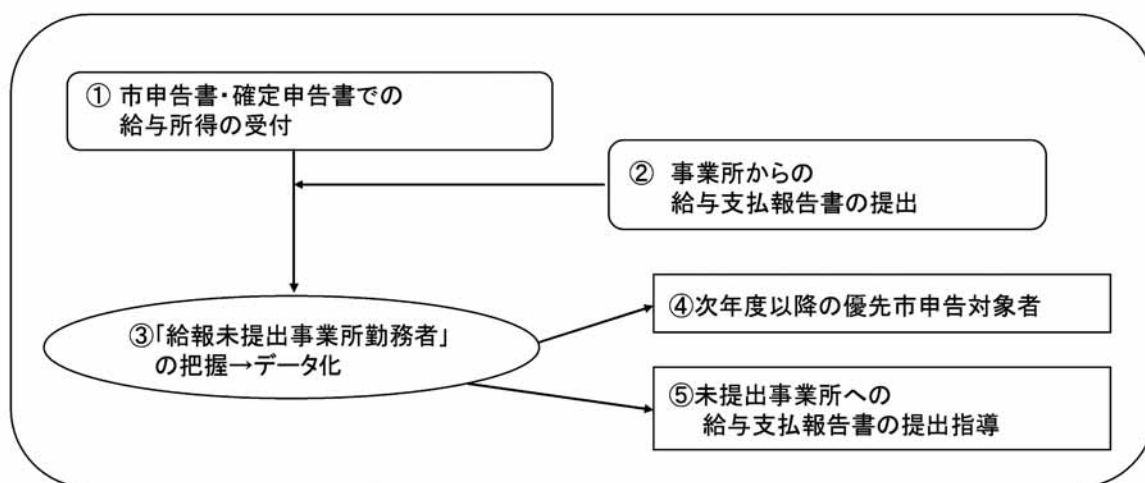 ① 市申告書・確定申告書での
給与所得の受付
② 事業所からの
給与支払報告書の提出
③「給報未提出事業所勤務者」
の把握→データ化
④次年度以降の優先市申告対象者
⑤未提出事業所への
給与支払報告書の提出指導